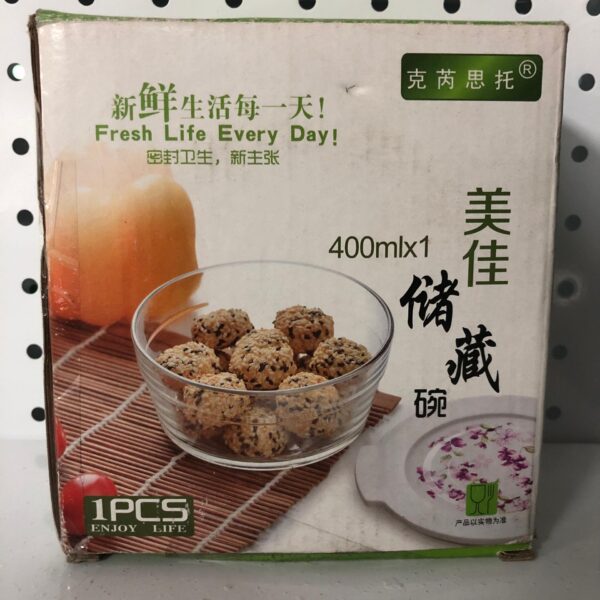 克芮思托®
新鲜生活每一天!
Fresh Life Every Day!
密封卫生，新主张
美佳
400mlx1
储藏碗
1PCS
ENJOY LIFE
产品以实物为准